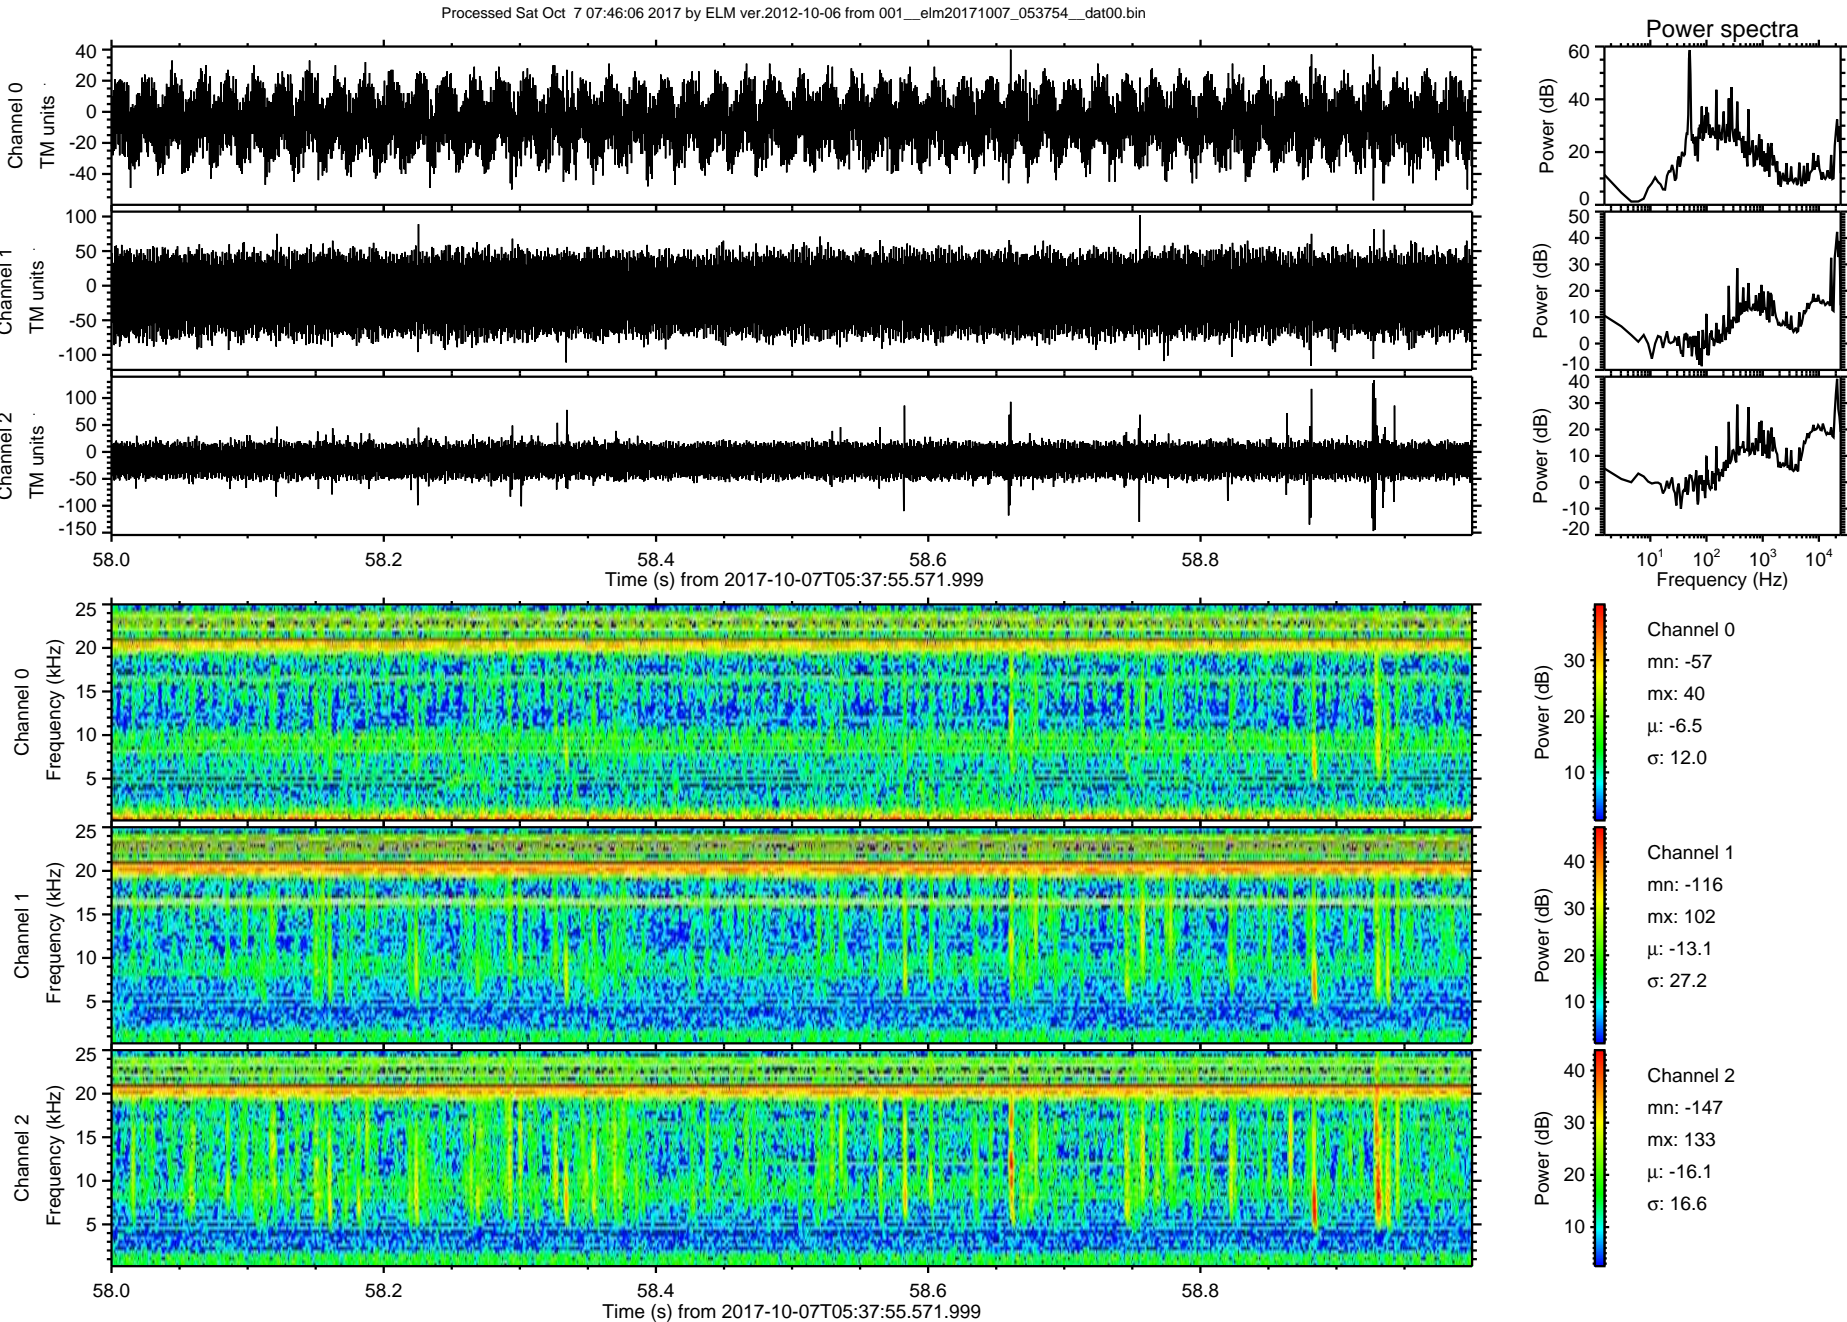 Processed Sat Oct 7 07:46:06 2017 by ELM ver.2012-10-06 from 001__elm20171007_053754__dat00.bin
Power spectra
Channel 0
TM units
40
20
0
-20
-40
Power (dB)
60
40
20
0
Channel 1
TM units
100
50
0
-50
-100
Power (dB)
50
40
30
20
10
0
-10
Channel 2
TM units
100
50
0
-50
-100
-150
Power (dB)
40
30
20
10
0
-10
-20
58.0 58.2 58.4 58.6 58.8
Time (s) from 2017-10-07T05:37:55.571.999
10¹ 10² 10³ 10⁴
Frequency (Hz)
Channel 0
Frequency (kHz)
25
20
15
10
5
Power (dB)
30
20
10
Channel 0
mn: -57
mx: 40
μ: -6.5
σ: 12.0
Channel 1
Frequency (kHz)
25
20
15
10
5
Power (dB)
40
30
20
10
Channel 1
mn: -116
mx: 102
μ: -13.1
σ: 27.2
Channel 2
Frequency (kHz)
25
20
15
10
5
Power (dB)
40
30
20
10
Channel 2
mn: -147
mx: 133
μ: -16.1
σ: 16.6
58.0 58.2 58.4 58.6 58.8
Time (s) from 2017-10-07T05:37:55.571.999